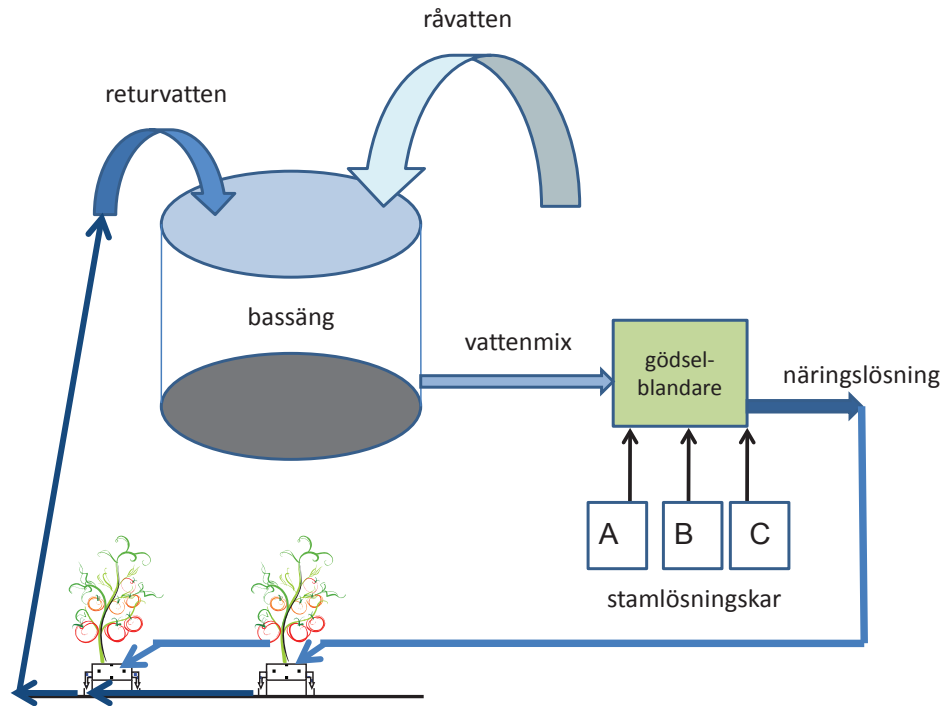 råvatten
returvatten
bassäng
vattenmix
gödsel-
blandare
näringslösning
A B C
stamlösningskar